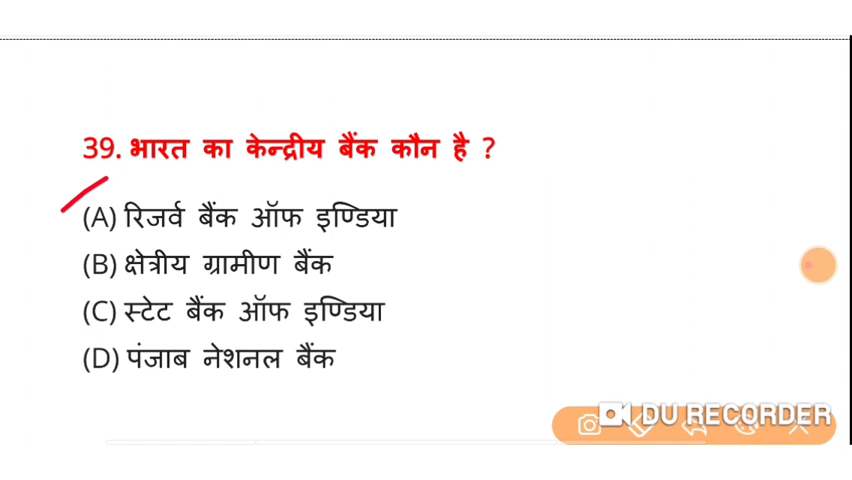 39. भारत का केन्द्रीय बैंक कौन है ?
(A) रिजर्व बैंक ऑफ इण्डिया
(B) क्षेत्रीय ग्रामीण बैंक
(C) स्टेट बैंक ऑफ इण्डिया
(D) पंजाब नेशनल बैंक
DU RECORDER